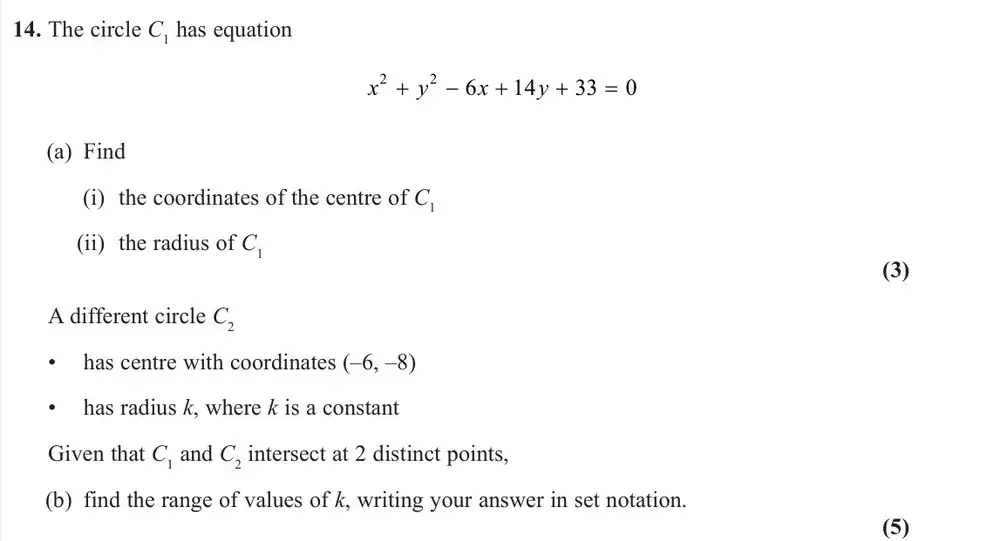 14. The circle C₁ has equation
x² + y² − 6x + 14y + 33 = 0
(a) Find
(i) the coordinates of the centre of C₁
(ii) the radius of C₁
(3)
A different circle C₂
• has centre with coordinates (–6, –8)
• has radius k, where k is a constant
Given that C₁ and C₂ intersect at 2 distinct points,
(b) find the range of values of k, writing your answer in set notation.
(5)